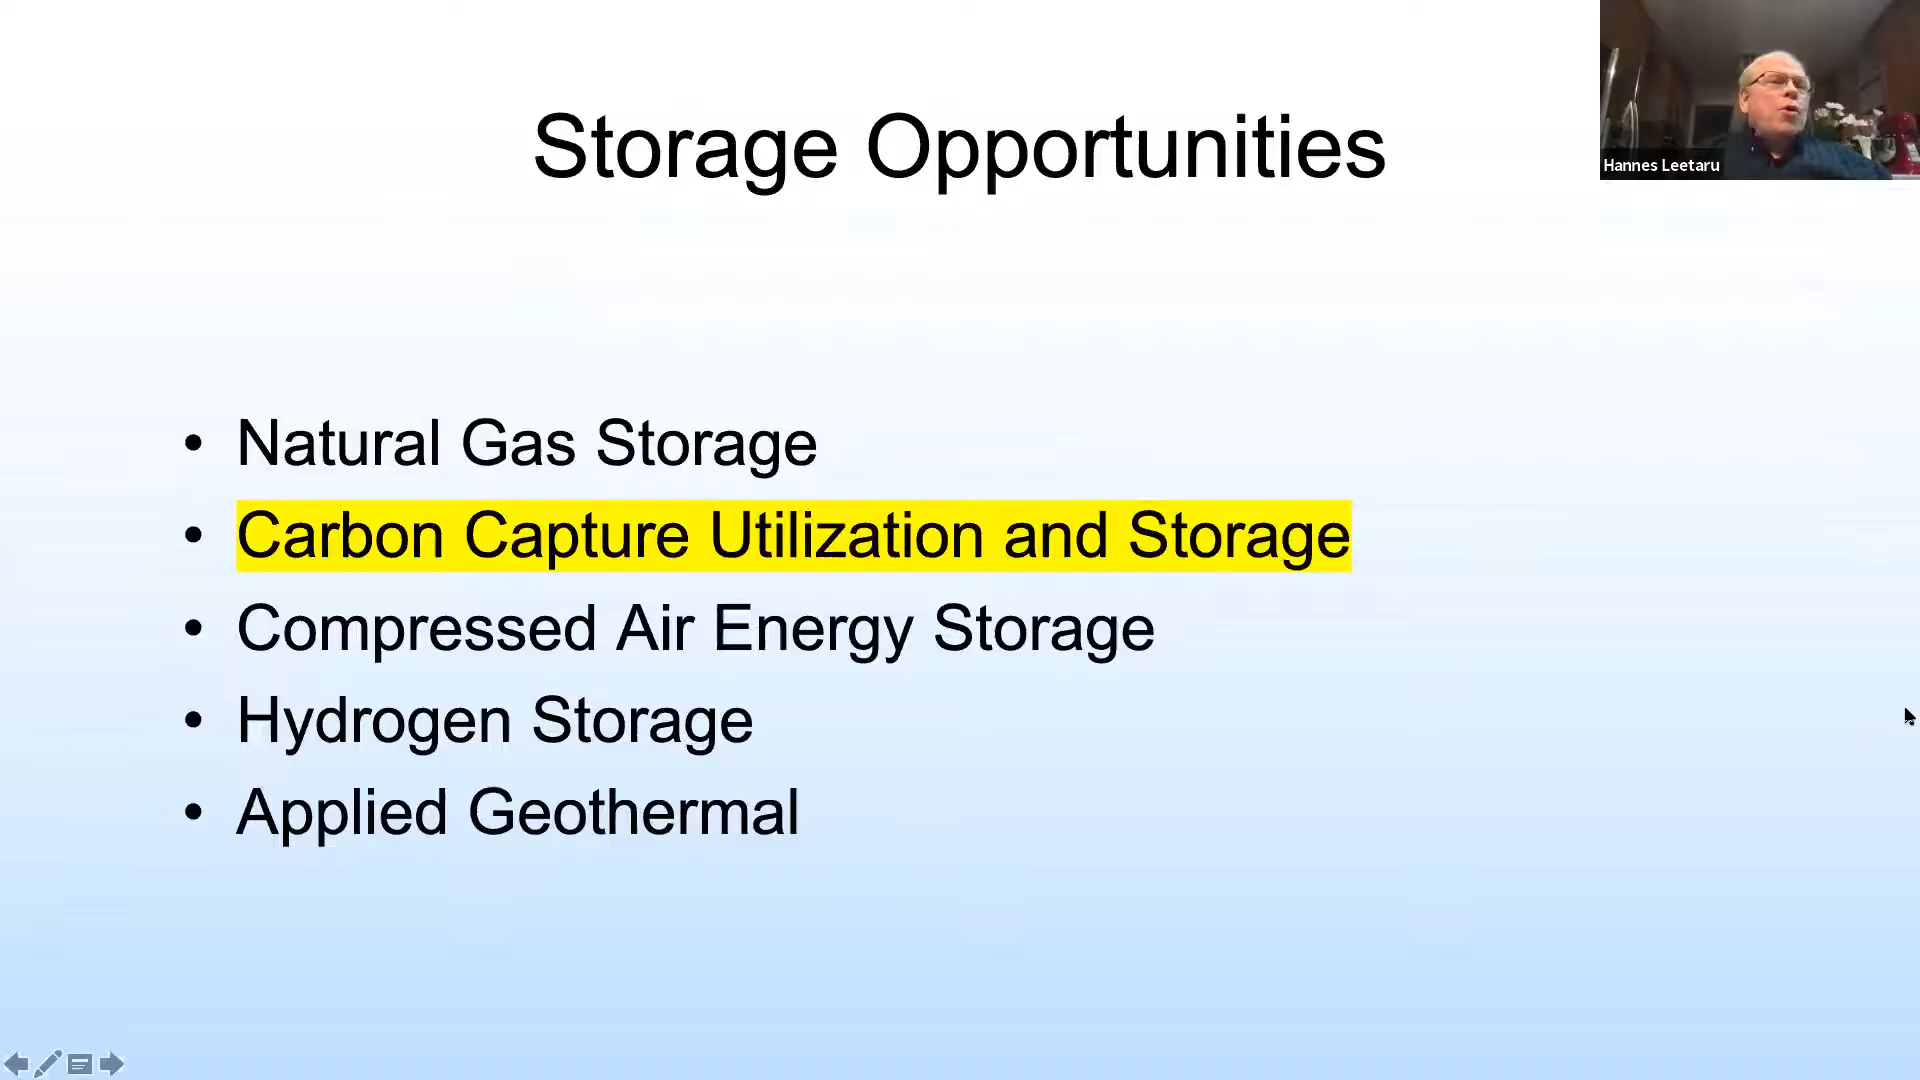 Storage Opportunities
Hannes Leetaru
• Natural Gas Storage
• Carbon Capture Utilization and Storage
• Compressed Air Energy Storage
• Hydrogen Storage
• Applied Geothermal